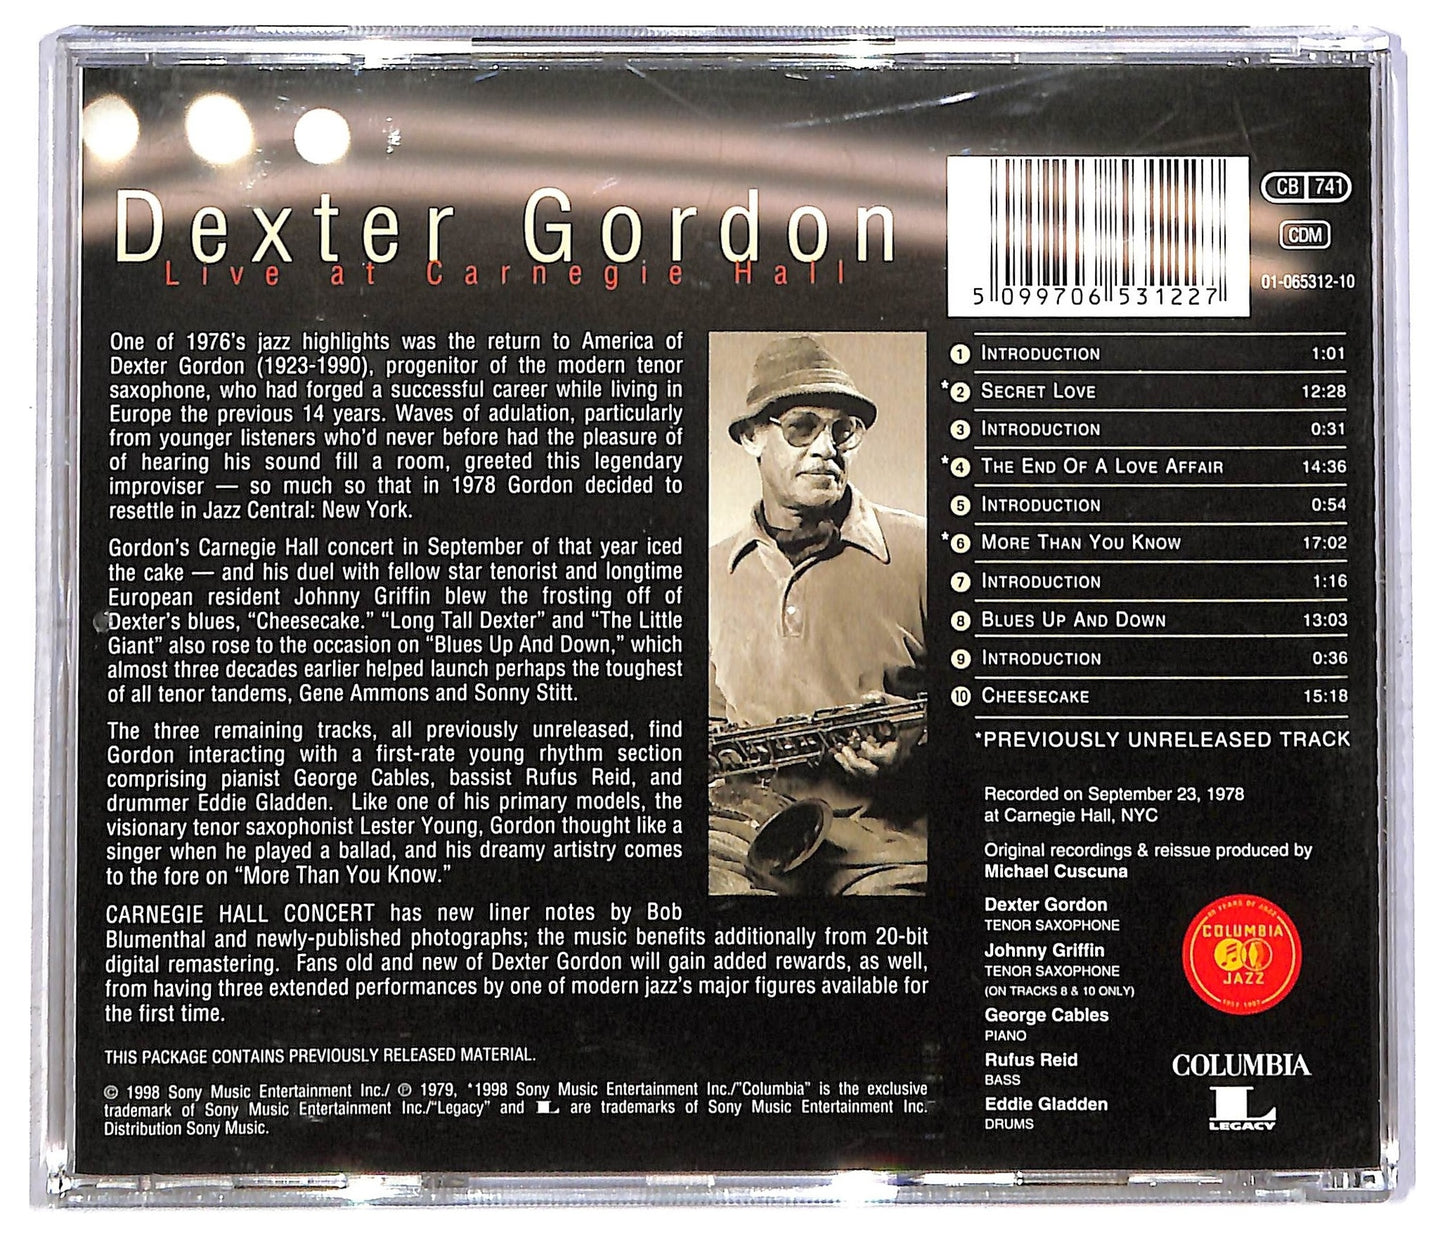 Dexter Gordon
Live at Carnegie Hall
5 099706 531227
CB 741
CDM
01-065312-10
One of 1976's jazz highlights was the return to America of
Dexter Gordon (1923-1990), progenitor of the modern tenor
saxophone, who had forged a successful career while living in
Europe the previous 14 years. Waves of adulation, particularly
from younger listeners who'd never before had the pleasure of
of hearing his sound fill a room, greeted this legendary
improviser — so much so that in 1978 Gordon decided to
resettle in Jazz Central: New York.
Gordon's Carnegie Hall concert in September of that year iced
the cake — and his duel with fellow star tenorist and longtime
European resident Johnny Griffin blew the frosting off of
Dexter's blues, “Cheesecake.” “Long Tall Dexter” and “The Little
Giant” also rose to the occasion on “Blues Up And Down,” which
almost three decades earlier helped launch perhaps the toughest
of all tenor tandems, Gene Ammons and Sonny Stitt.
The three remaining tracks, all previously unreleased, find
Gordon interacting with a first-rate young rhythm section
comprising pianist George Cables, bassist Rufus Reid, and
drummer Eddie Gladden. Like one of his primary models, the
visionary tenor saxophonist Lester Young, Gordon thought like a
singer when he played a ballad, and his dreamy artistry comes
to the fore on “More Than You Know.”
CARNEGIE HALL CONCERT has new liner notes by Bob
Blumenthal and newly-published photographs; the music benefits additionally from 20-bit
digital remastering. Fans old and new of Dexter Gordon will gain added rewards, as well,
from having three extended performances by one of modern jazz's major figures available for
the first time.
THIS PACKAGE CONTAINS PREVIOUSLY RELEASED MATERIAL.
© 1998 Sony Music Entertainment Inc./ ℗ 1979, *1998 Sony Music Entertainment Inc./"Columbia" is the exclusive
trademark of Sony Music Entertainment Inc./"Legacy" and L are trademarks of Sony Music Entertainment Inc.
Distribution Sony Music.
1 INTRODUCTION 1:01
*2 SECRET LOVE 12:28
3 INTRODUCTION 0:31
*4 THE END OF A LOVE AFFAIR 14:36
5 INTRODUCTION 0:54
*6 MORE THAN YOU KNOW 17:02
7 INTRODUCTION 1:16
8 BLUES UP AND DOWN 13:03
9 INTRODUCTION 0:36
10 CHEESECAKE 15:18
*PREVIOUSLY UNRELEASED TRACK
Recorded on September 23, 1978
at Carnegie Hall, NYC
Original recordings & reissue produced by
Michael Cuscuna
Dexter Gordon
TENOR SAXOPHONE
Johnny Griffin
TENOR SAXOPHONE
(ON TRACKS 8 & 10 ONLY)
George Cables
PIANO
Rufus Reid
BASS
Eddie Gladden
DRUMS
YEARS OF JAZZ
COLUMBIA
JAZZ
1957 1997
COLUMBIA
L
LEGACY